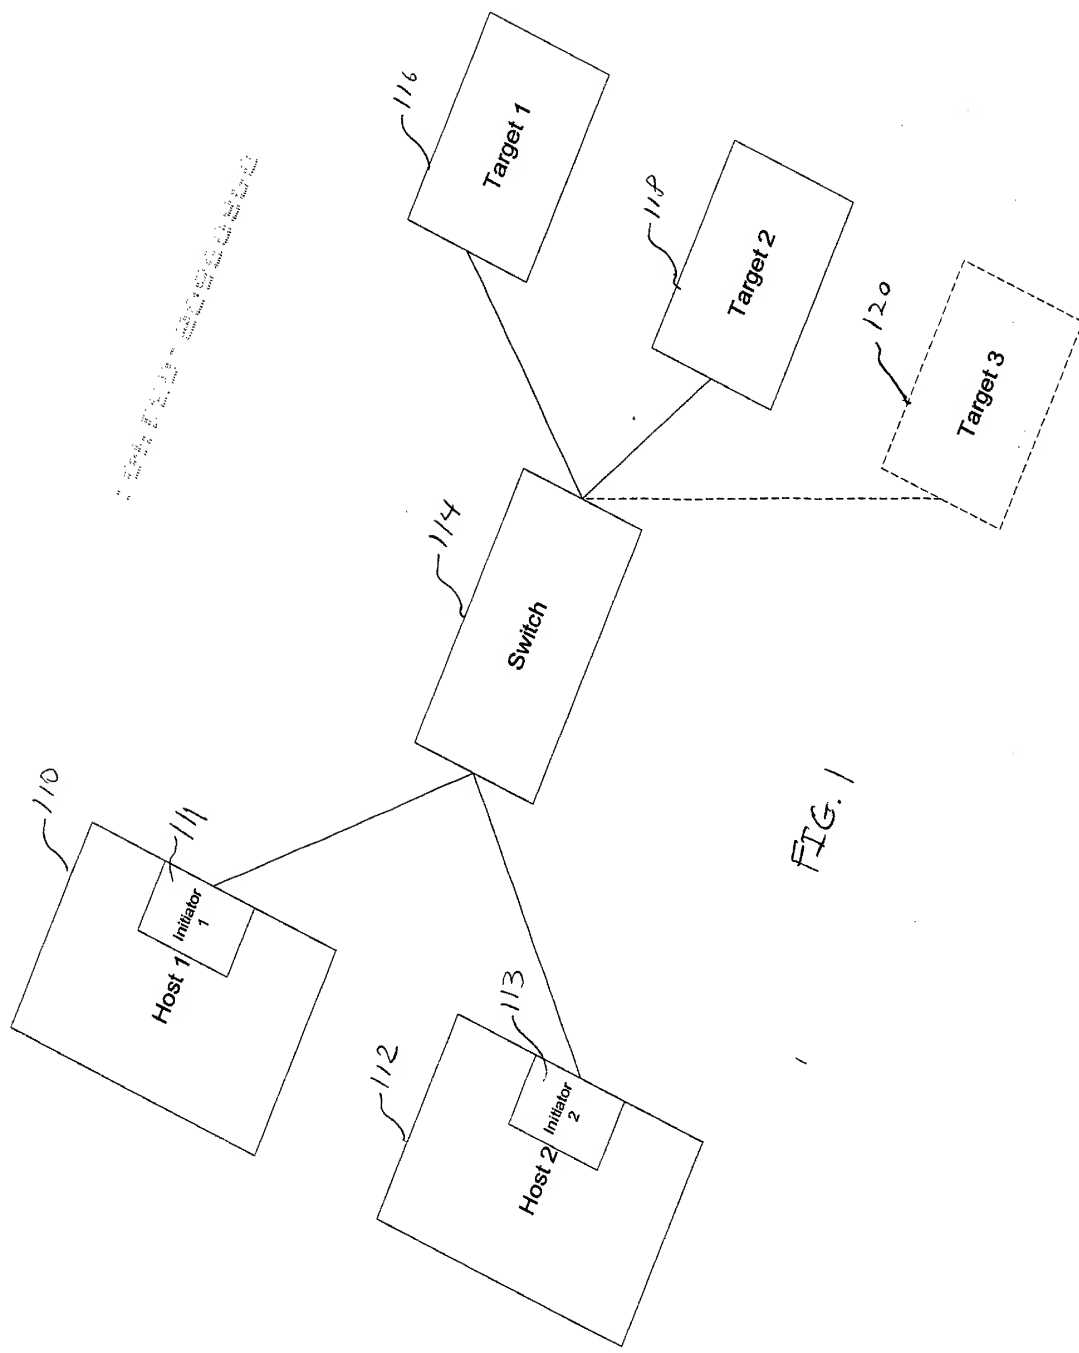 110
111
Initiator
1
Host 1
112
113
Initiator
2
Host 2
114
Switch
116
Target 1
118
Target 2
120
Target 3
FIG. 1